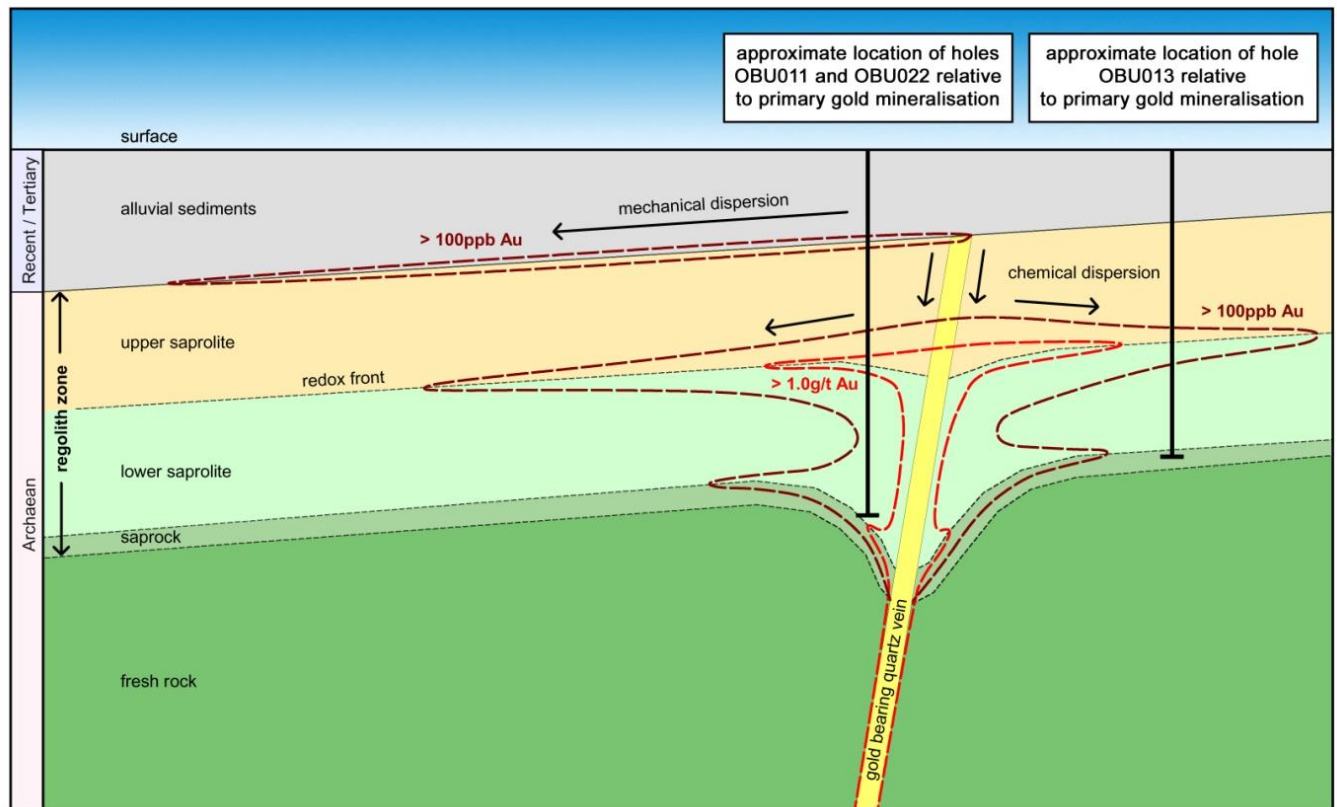 approximate location of holes
OBU011 and OBU022 relative
to primary gold mineralisation
approximate location of hole
OBU013 relative
to primary gold mineralisation
surface
Recent / Tertiary
alluvial sediments
mechanical dispersion
> 100ppb Au
chemical dispersion
> 100ppb Au
upper saprolite
redox front
> 1.0g/t Au
regolith zone
lower saprolite
Archaean
saprock
gold bearing quartz vein
fresh rock